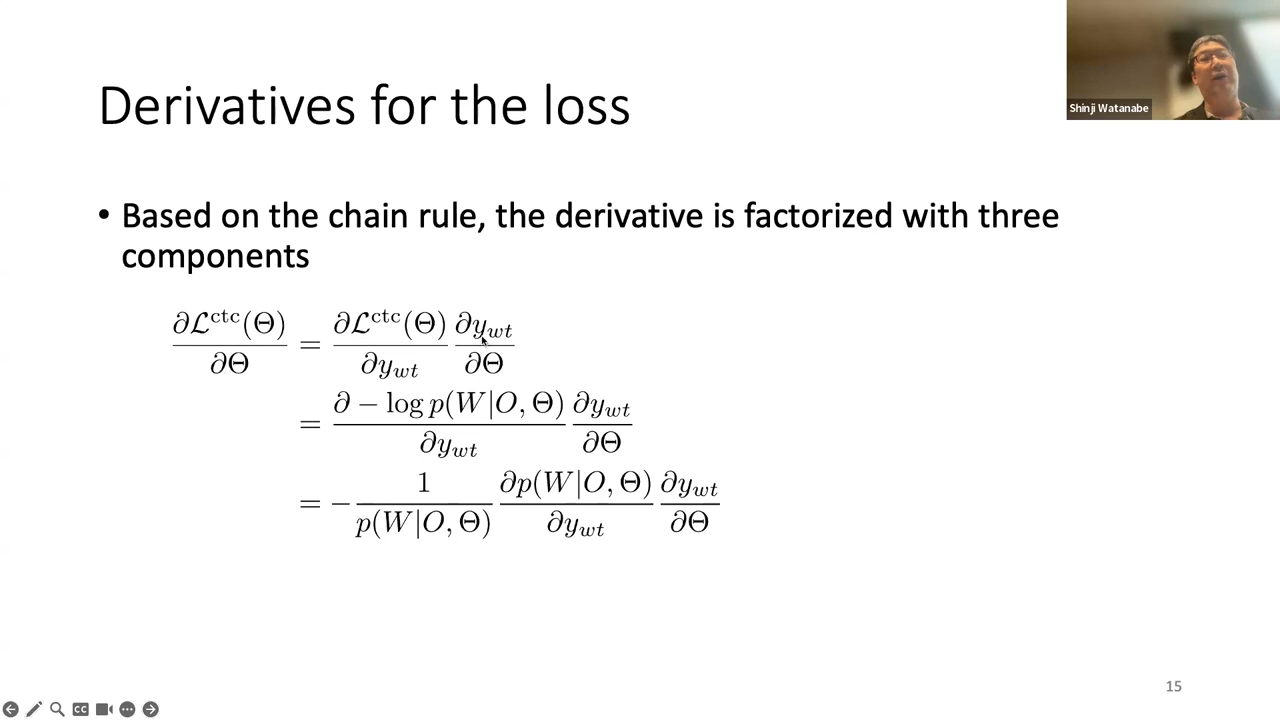 Shinji Watanabe
Derivatives for the loss
• Based on the chain rule, the derivative is factorized with three
components
∂ℒ^ctc(Θ)/∂Θ = ∂ℒ^ctc(Θ)/∂y_wt ∂y_wt/∂Θ
= ∂ − log p(W|O, Θ)/∂y_wt ∂y_wt/∂Θ
= − 1/p(W|O, Θ) ∂p(W|O, Θ)/∂y_wt ∂y_wt/∂Θ
15
CC